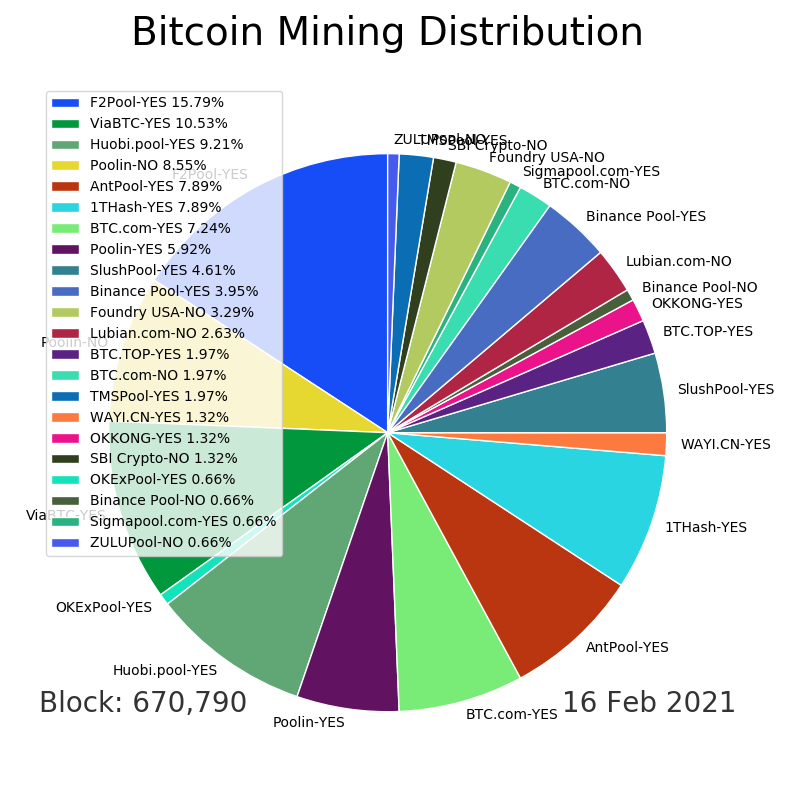 Bitcoin Mining Distribution
F2Pool-YES 15.79%
ViaBTC-YES 10.53%
Huobi.pool-YES 9.21%
Poolin-NO 8.55%
AntPool-YES 7.89%
1THash-YES 7.89%
BTC.com-YES 7.24%
Poolin-YES 5.92%
SlushPool-YES 4.61%
Binance Pool-YES 3.95%
Foundry USA-NO 3.29%
Lubian.com-NO 2.63%
BTC.TOP-YES 1.97%
BTC.com-NO 1.97%
TMSPool-YES 1.97%
WAYI.CN-YES 1.32%
OKKONG-YES 1.32%
SBI Crypto-NO 1.32%
OKExPool-YES 0.66%
Binance Pool-NO 0.66%
Sigmapool.com-YES 0.66%
ZULUPool-NO 0.66%
ZULUPool-NO
TMSPool-YES
SBI Crypto-NO
Foundry USA-NO
Sigmapool.com-YES
BTC.com-NO
Binance Pool-YES
Lubian.com-NO
Binance Pool-NO
OKKONG-YES
BTC.TOP-YES
SlushPool-YES
WAYI.CN-YES
1THash-YES
AntPool-YES
BTC.com-YES
Poolin-YES
Huobi.pool-YES
OKExPool-YES
ViaBTC-YES
Poolin-NO
F2Pool-YES
Block: 670,790
16 Feb 2021